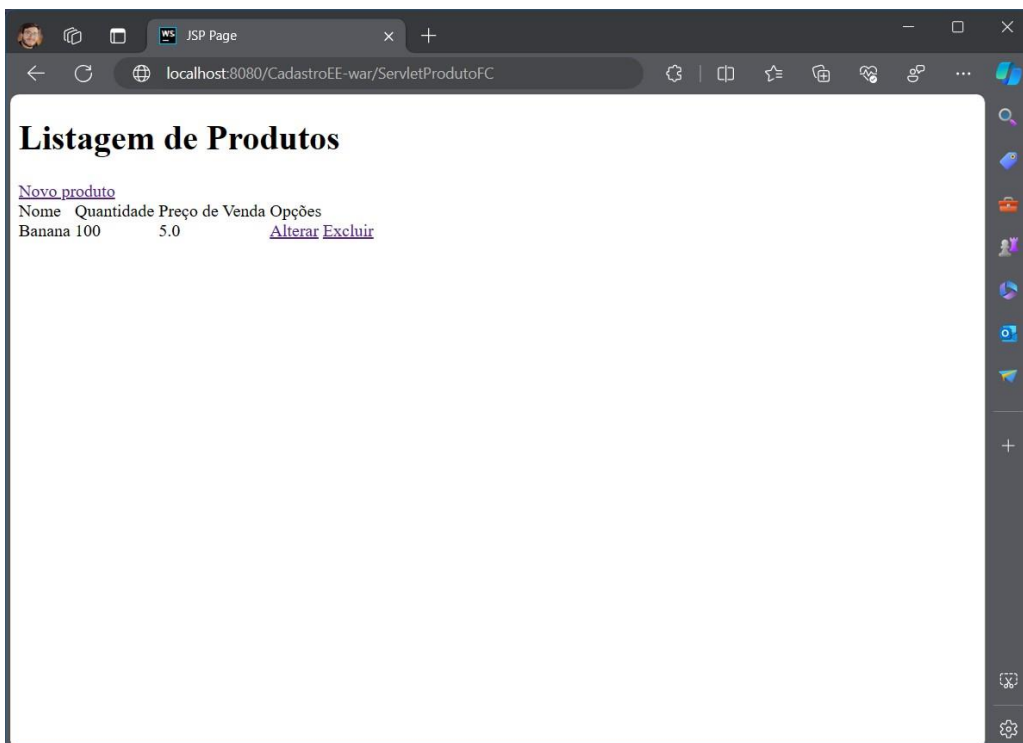 WS JSP Page
localhost:8080/CadastroEE-war/ServletProdutoFC
Listagem de Produtos
Novo produto
Nome Quantidade Preço de Venda Opções
Banana 100 5.0 Alterar Excluir